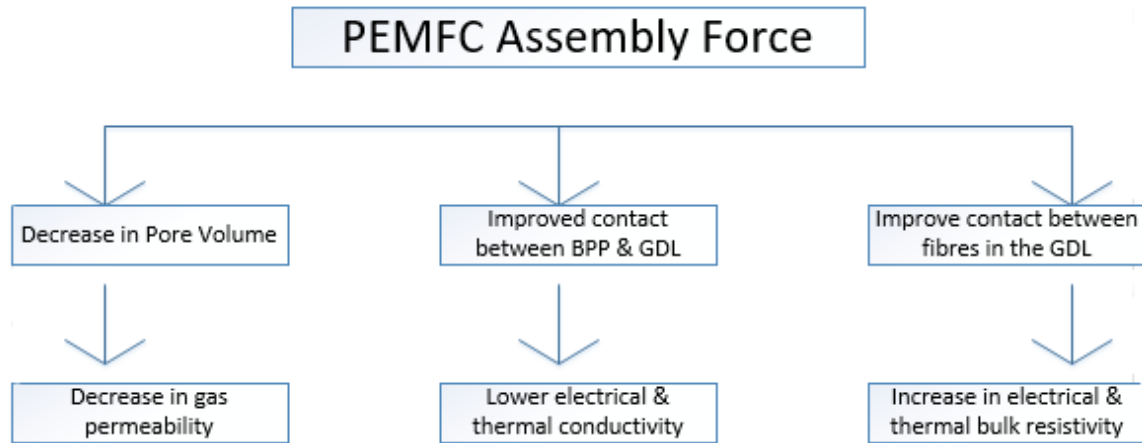 PEMFC Assembly Force
Decrease in Pore Volume
Improved contact
between BPP & GDL
Improve contact between
fibres in the GDL
Decrease in gas
permeability
Lower electrical &
thermal conductivity
Increase in electrical &
thermal bulk resistivity